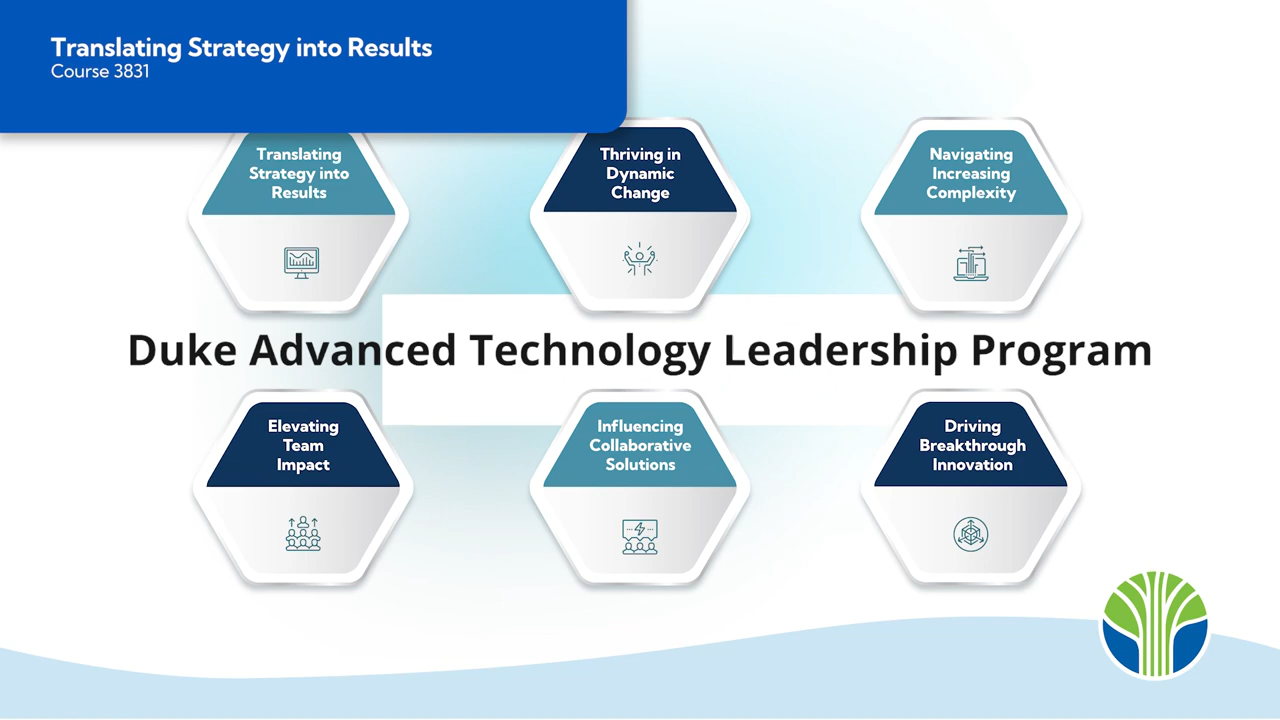 Translating Strategy into Results
Course 3831
Translating
Strategy into
Results
Thriving in
Dynamic
Change
Navigating
Increasing
Complexity
Duke Advanced Technology Leadership Program
Elevating
Team
Impact
Influencing
Collaborative
Solutions
Driving
Breakthrough
Innovation